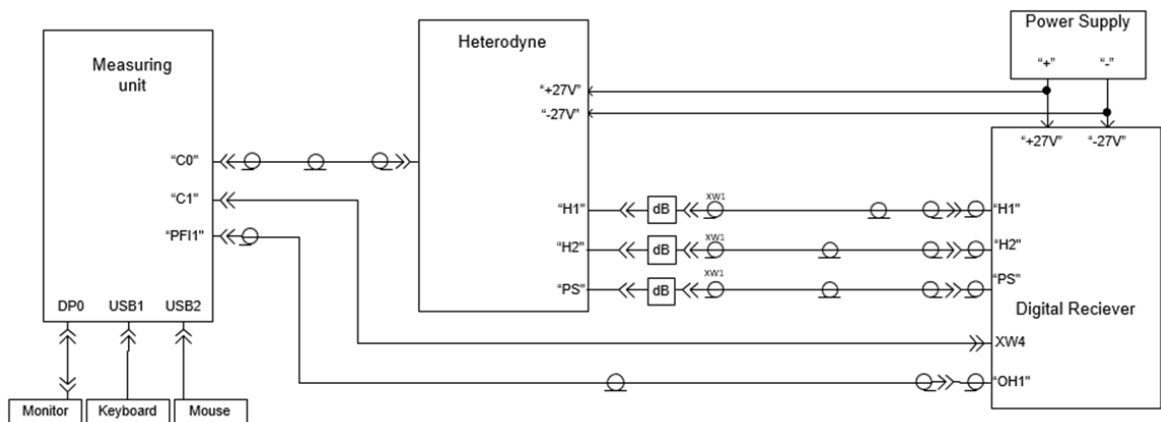 Power Supply
“+”
“-”
Heterodyne
Measuring
unit
“+27V”
“-27V”
“+27V”
“-27V”
“C0”
“C1”
“PFI1”
“H1”
dB
XW1
“H1”
“H2”
dB
XW1
“H2”
“PS”
dB
XW1
“PS”
Digital Reciever
DP0
USB1
USB2
XW4
“OH1”
Monitor
Keyboard
Mouse